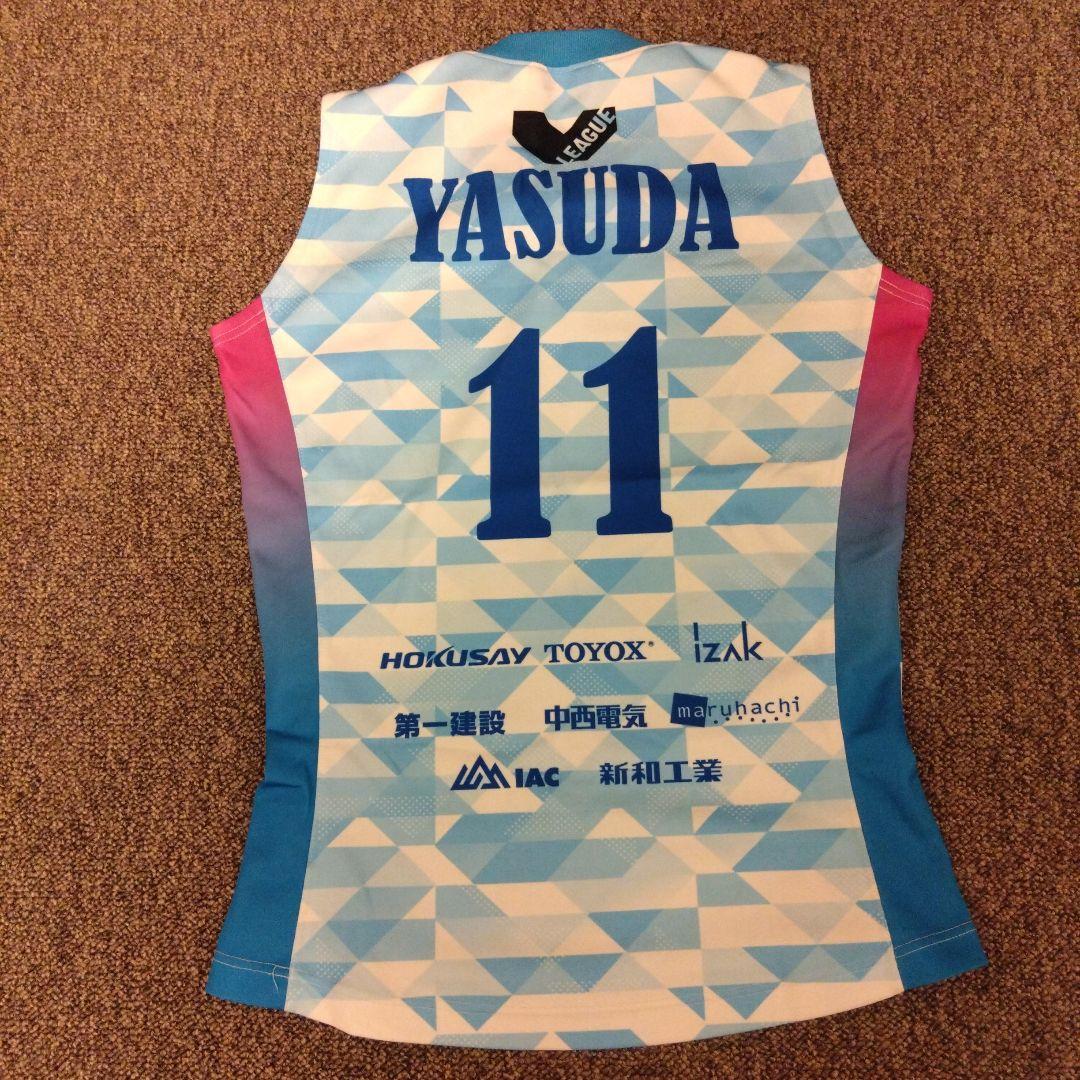 V LEAGUE
YASUDA
11
HOKUSAY TOYOX® izak
第一建設 中西電気 maruhachi
IAC 新和工業